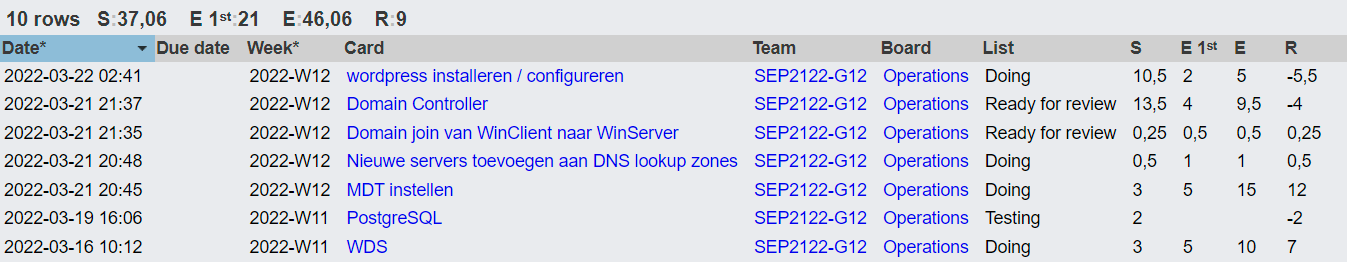 10 rows S:37,06 E 1st:21 E:46,06 R:9
Date* Due date Week* Card Team Board List S E 1st E R
2022-03-22 02:41 2022-W12 wordpress installeren / configureren SEP2122-G12 Operations Doing 10,5 2 5 -5,5
2022-03-21 21:37 2022-W12 Domain Controller SEP2122-G12 Operations Ready for review 13,5 4 9,5 -4
2022-03-21 21:35 2022-W12 Domain join van WinClient naar WinServer SEP2122-G12 Operations Ready for review 0,25 0,5 0,5 0,25
2022-03-21 20:48 2022-W12 Nieuwe servers toevoegen aan DNS lookup zones SEP2122-G12 Operations Doing 0,5 1 1 0,5
2022-03-21 20:45 2022-W12 MDT instellen SEP2122-G12 Operations Doing 3 5 15 12
2022-03-19 16:06 2022-W11 PostgreSQL SEP2122-G12 Operations Testing 2 -2
2022-03-16 10:12 2022-W11 WDS SEP2122-G12 Operations Doing 3 5 10 7